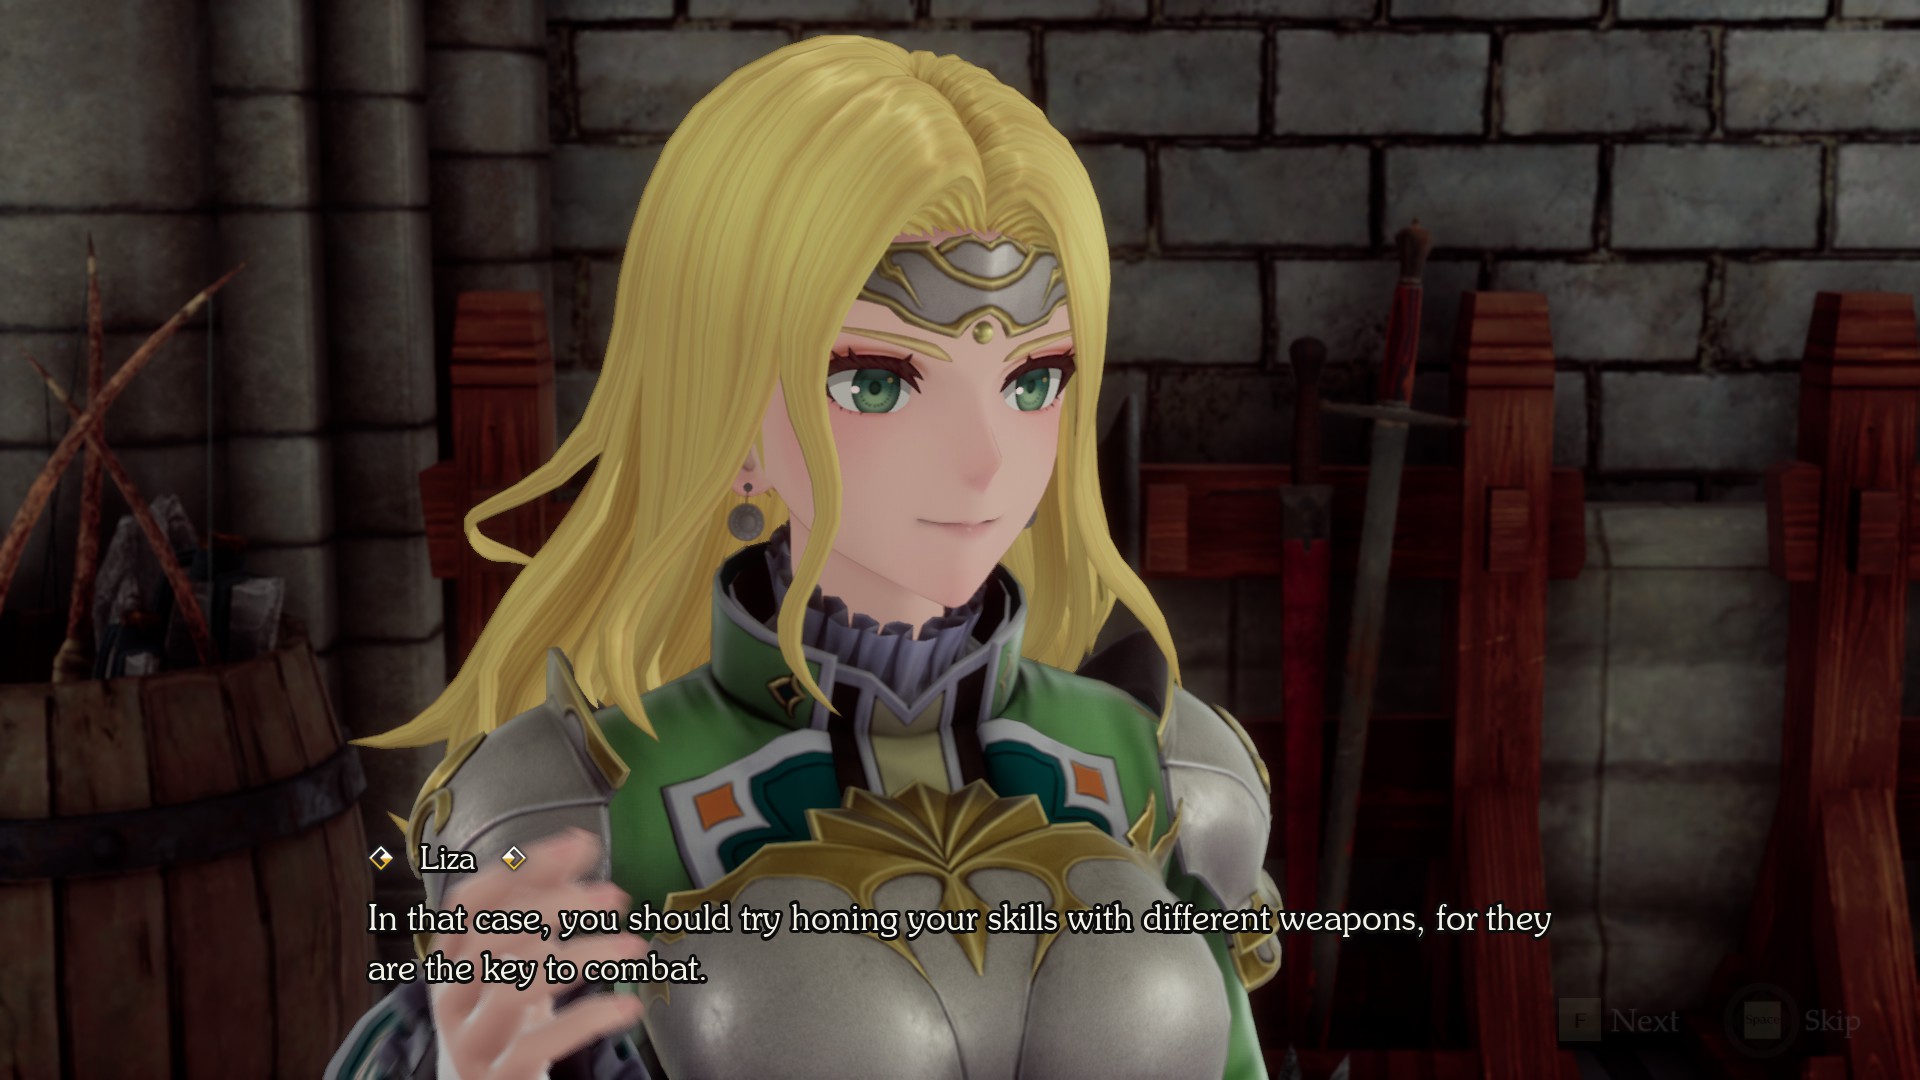 Liza
In that case, you should try honing your skills with different weapons, for they
are the key to combat.
F Next Space Skip